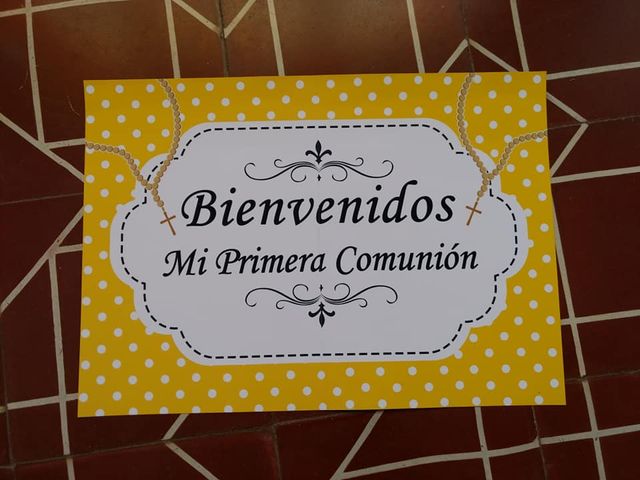 Bienvenidos
Mi Primera Comunión